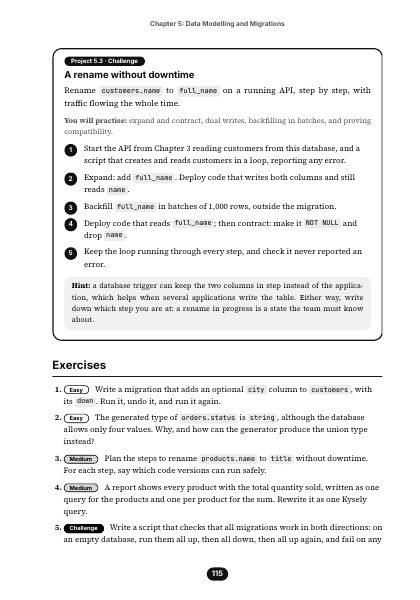 Chapter 5: Data Modelling and Migrations
Project 5.3 · Challenge
A rename without downtime
Rename customers.name to full_name on a running API, step by step, with
traffic flowing the whole time.
You will practise: expand and contract, dual writes, backfilling in batches, and proving
compatibility.
1 Start the API from Chapter 3 reading customers from this database, and a
script that creates and reads customers in a loop, reporting any error.
2 Expand: add full_name. Deploy code that writes both columns and still
reads name.
3 Backfill full_name in batches of 1,000 rows, outside the migration.
4 Deploy code that reads full_name; then contract: make it NOT NULL and
drop name.
5 Keep the loop running through every step, and check it never reported an
error.
Hint: a database trigger can keep the two columns in step instead of the applica-
tion, which helps when several applications write the table. Either way, write
down which step you are at: a rename in progress is a state the team must know
about.
Exercises
1. Easy Write a migration that adds an optional city column to customers, with
its down. Run it, undo it, and run it again.
2. Easy The generated type of orders.status is string, although the database
allows only four values. Why, and how can the generator produce the union type
instead?
3. Medium Plan the steps to rename products.name to title without downtime.
For each step, say which code versions can run safely.
4. Medium A report shows every product with the total quantity sold, written as one
query for the products and one per product for the sum. Rewrite it as one Kysely
query.
5. Challenge Write a script that checks that all migrations work in both directions: on
an empty database, run them all up, then all down, then all up again, and fail on any
115